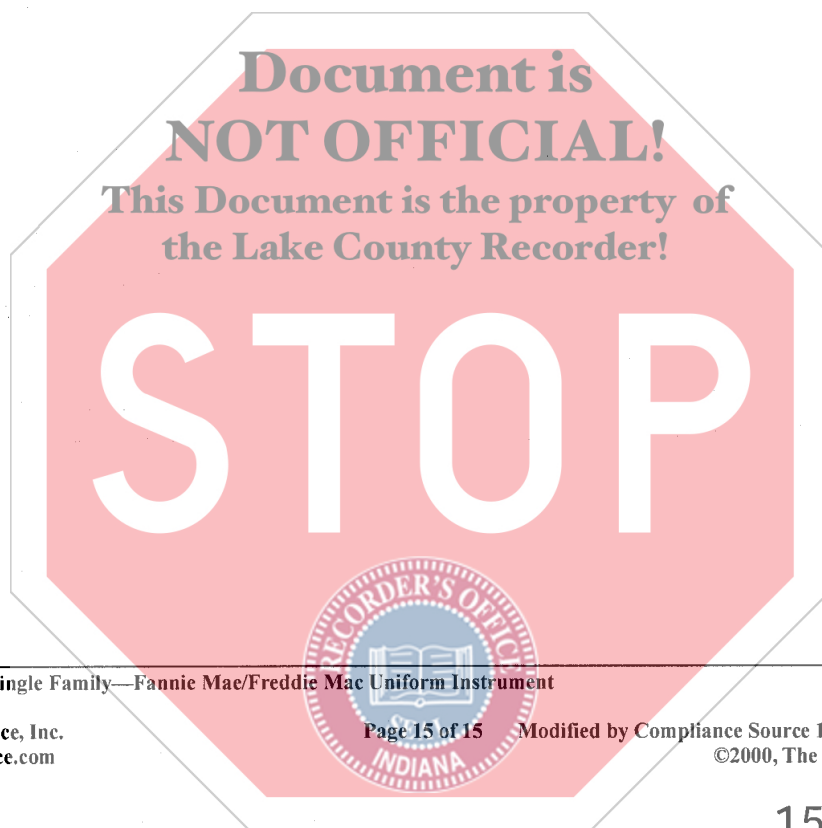 Document is
NOT OFFICIAL!
This Document is the property of
the Lake County Recorder!
STOP
RECORDER'S OFFICE
SEAL
INDIANA
ingle Family—Fannie Mae/Freddie Mac Uniform Instrument
ce, Inc.
Page 15 of 15 Modified by Compliance Source 1
ce.com
©2000, The
15